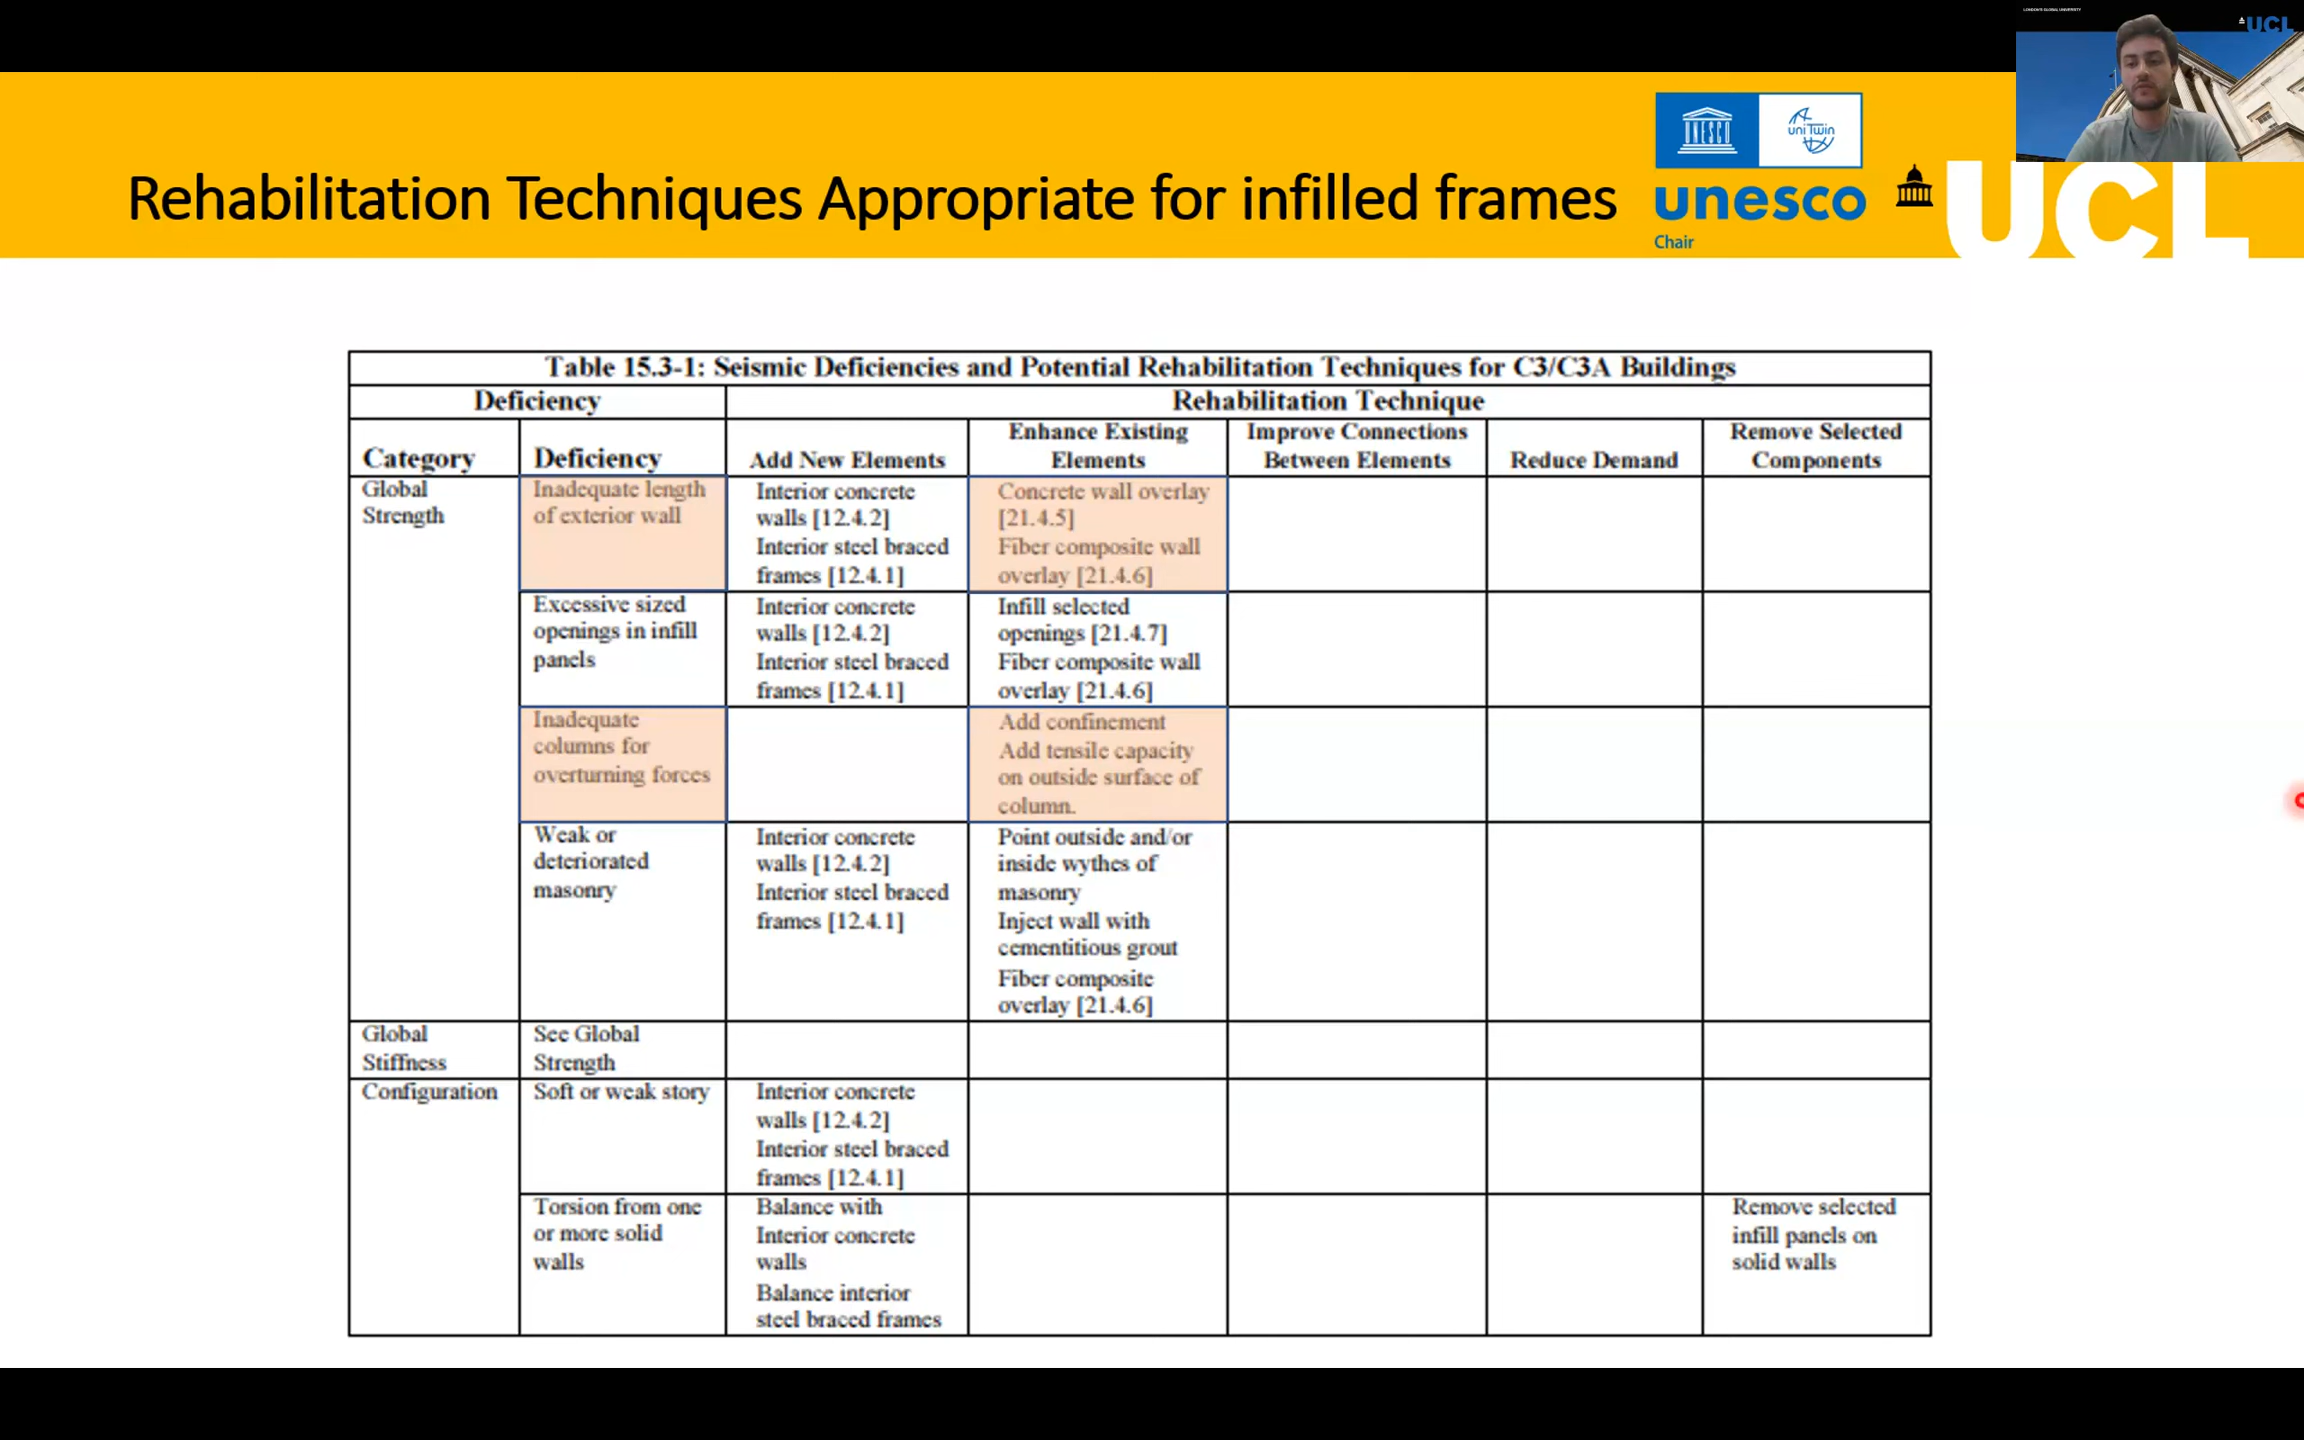 LONDON'S GLOBAL UNIVERSITY
UCL
UNESCO
uni Twin
unesco
Chair
UCL
Rehabilitation Techniques Appropriate for infilled frames
Table 15.3-1: Seismic Deficiencies and Potential Rehabilitation Techniques for C3/C3A Buildings
Deficiency
Rehabilitation Technique
Category
Deficiency
Add New Elements
Enhance Existing
Elements
Improve Connections
Between Elements
Reduce Demand
Remove Selected
Components
Global
Strength
Inadequate length
of exterior wall
Interior concrete
walls [12.4.2]
Interior steel braced
frames [12.4.1]
Concrete wall overlay
[21.4.5]
Fiber composite wall
overlay [21.4.6]
Excessive sized
openings in infill
panels
Interior concrete
walls [12.4.2]
Interior steel braced
frames [12.4.1]
Infill selected
openings [21.4.7]
Fiber composite wall
overlay [21.4.6]
Inadequate
columns for
overturning forces
Add confinement
Add tensile capacity
on outside surface of
column.
Weak or
deteriorated
masonry
Interior concrete
walls [12.4.2]
Interior steel braced
frames [12.4.1]
Point outside and/or
inside wythes of
masonry
Inject wall with
cementitious grout
Fiber composite
overlay [21.4.6]
Global
Stiffness
See Global
Strength
Configuration
Soft or weak story
Interior concrete
walls [12.4.2]
Interior steel braced
frames [12.4.1]
Torsion from one
or more solid
walls
Balance with
Interior concrete
walls
Balance interior
steel braced frames
Remove selected
infill panels on
solid walls